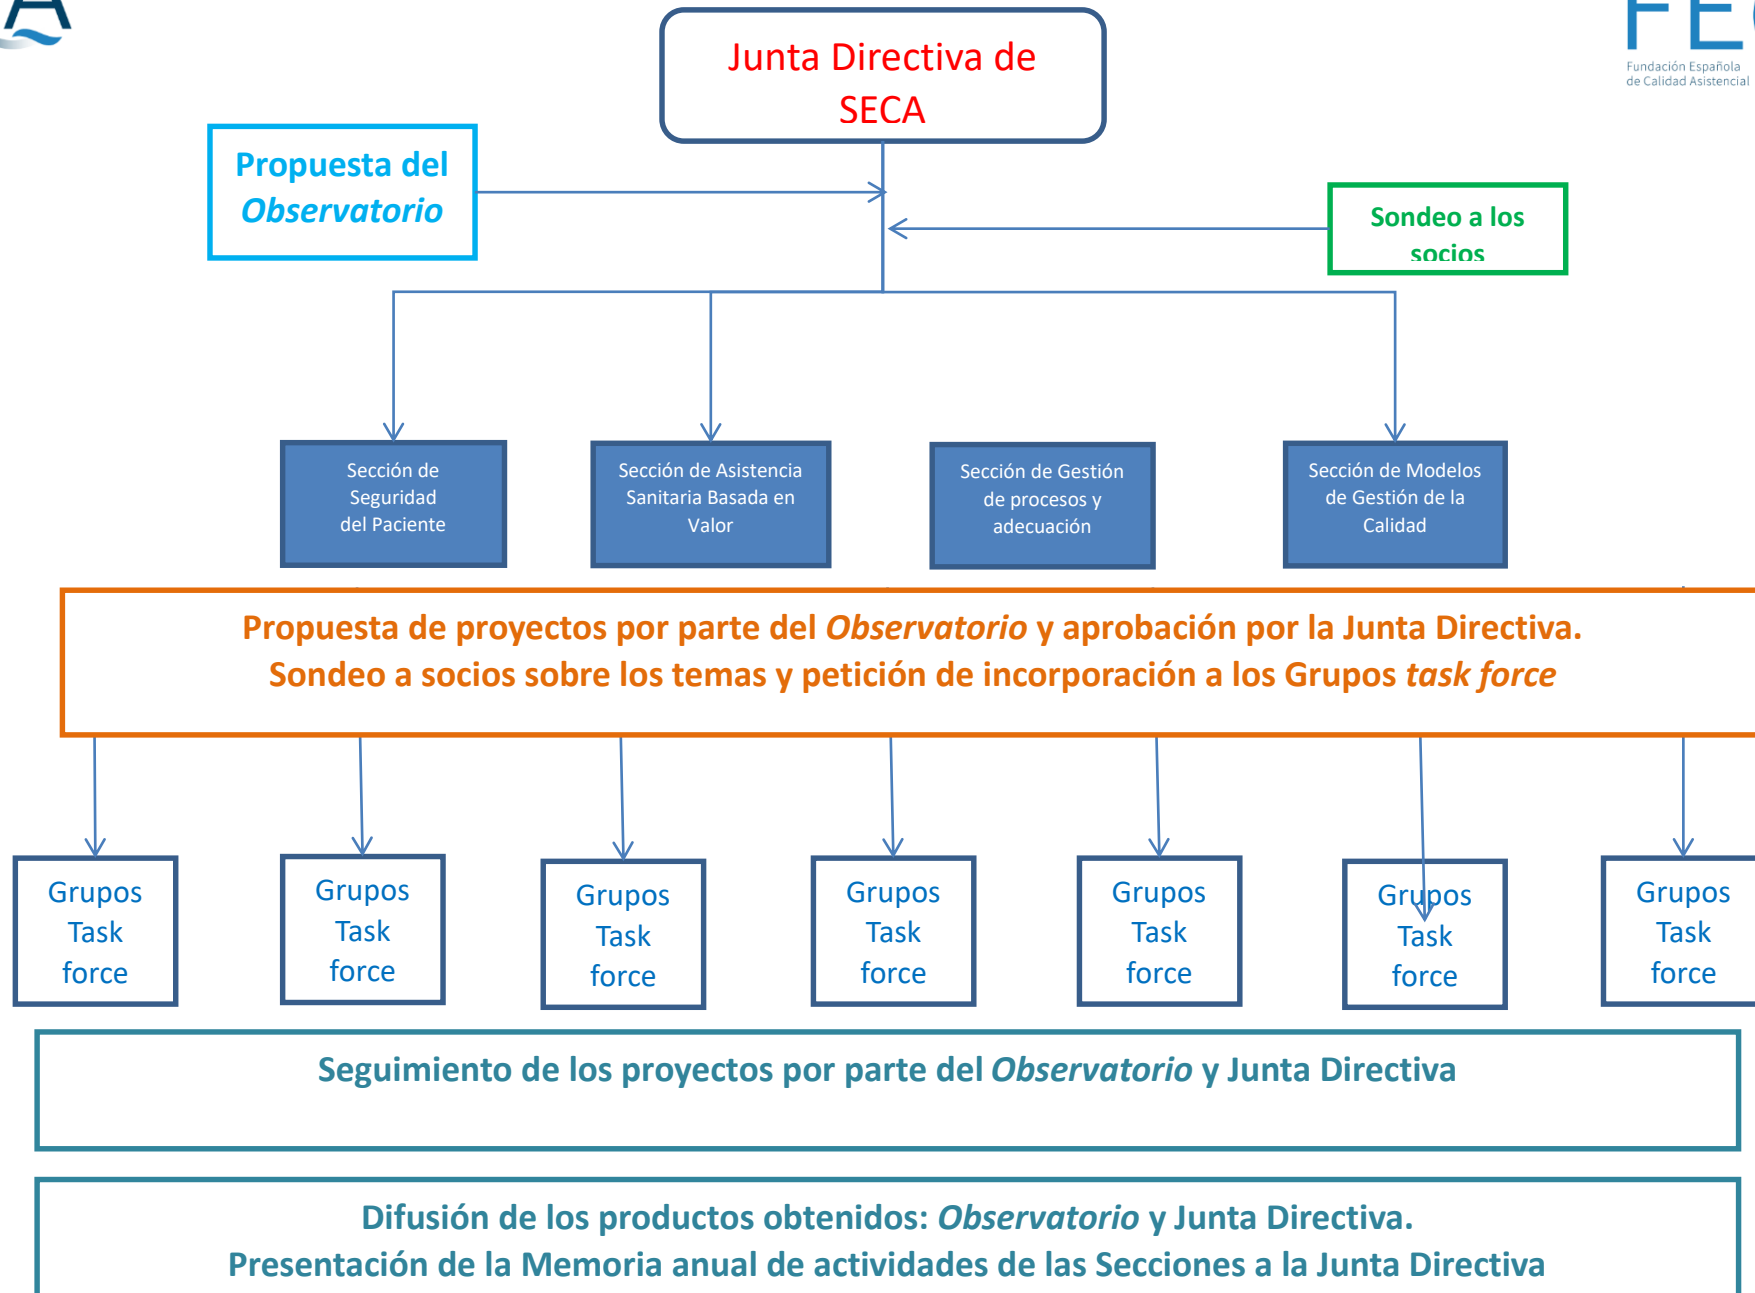 A
FE
Fundación Española
de Calidad Asistencial
Junta Directiva de
SECA
Propuesta del
Observatorio
Sondeo a los
socios
Sección de
Seguridad
del Paciente
Sección de Asistencia
Sanitaria Basada en
Valor
Sección de Gestión
de procesos y
adecuación
Sección de Modelos
de Gestión de la
Calidad
Propuesta de proyectos por parte del Observatorio y aprobación por la Junta Directiva.
Sondeo a socios sobre los temas y petición de incorporación a los Grupos task force
Grupos
Task
force
Grupos
Task
force
Grupos
Task
force
Grupos
Task
force
Grupos
Task
force
Grupos
Task
force
Grupos
Task
force
Seguimiento de los proyectos por parte del Observatorio y Junta Directiva
Difusión de los productos obtenidos: Observatorio y Junta Directiva.
Presentación de la Memoria anual de actividades de las Secciones a la Junta Directiva